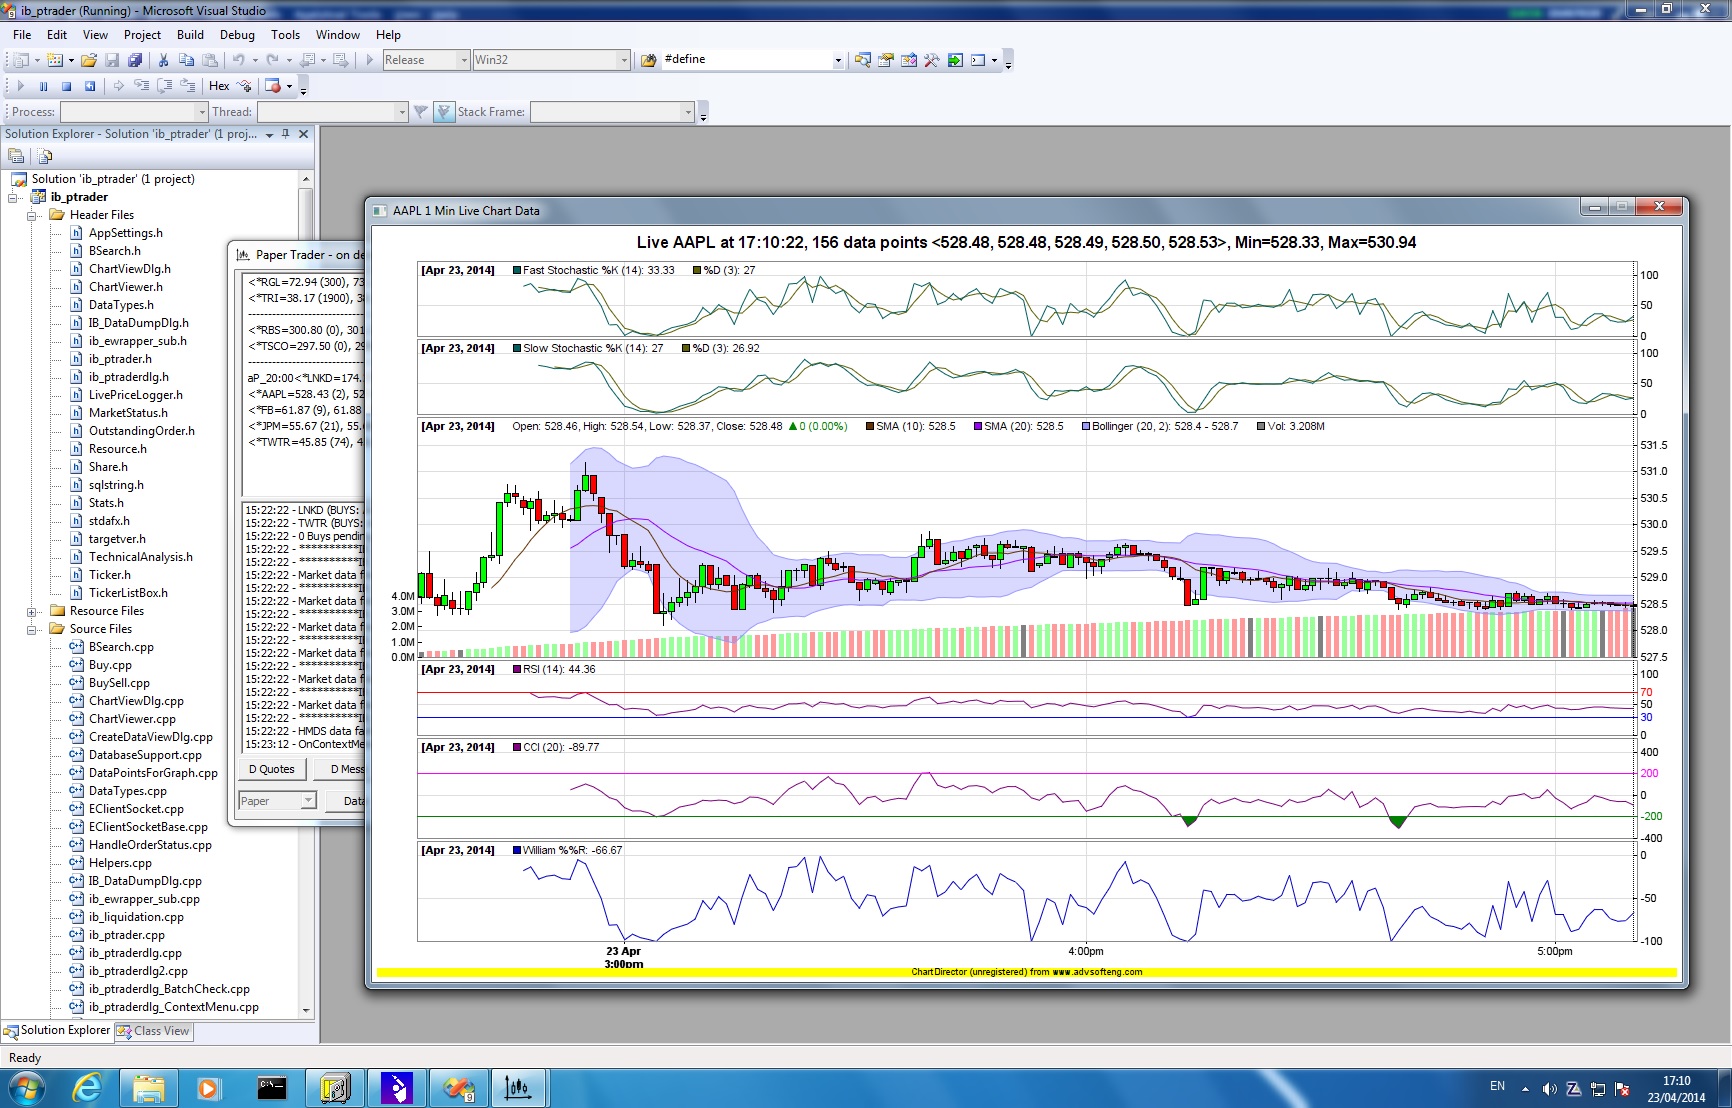 ib_ptrader (Running) - Microsoft Visual Studio
File Edit View Project Build Debug Tools Window Help
Release Win32 #define
Hex
Process: Thread: Stack Frame:
Solution Explorer - Solution 'ib_ptrader' (1 proj...
Solution 'ib_ptrader' (1 project)
ib_ptrader
Header Files
AppSettings.h
BSearch.h
ChartViewDlg.h
ChartViewer.h
DataTypes.h
IB_DataDumpDlg.h
ib_ewrapper_sub.h
ib_ptrader.h
ib_ptraderdlg.h
LivePriceLogger.h
MarketStatus.h
OutstandingOrder.h
Resource.h
Share.h
sqlstring.h
Stats.h
stdafx.h
targetver.h
TechnicalAnalysis.h
Ticker.h
TickerListBox.h
Resource Files
Source Files
BSearch.cpp
Buy.cpp
BuySell.cpp
ChartViewDlg.cpp
ChartViewer.cpp
CreateDataViewDlg.cpp
DatabaseSupport.cpp
DataPointsForGraph.cpp
DataTypes.cpp
EClientSocket.cpp
EClientSocketBase.cpp
HandleOrderStatus.cpp
Helpers.cpp
IB_DataDumpDlg.cpp
ib_ewrapper_sub.cpp
ib_liquidation.cpp
ib_ptrader.cpp
ib_ptraderdlg.cpp
ib_ptraderdlg2.cpp
ib_ptraderdlg_BatchCheck.cpp
ib_ptraderdlg_ContextMenu.cpp
Solution Explorer Class View
Ready
Paper Trader - on de
<*RGL=72.94 (300), 73
<*TRI=38.17 (1900), 38
<*RBS=300.80 (0), 301
<*TSCO=297.50 (0), 29
aP_20:00<*LNKD=174.
<*AAPL=528.43 (2), 52
<*FB=61.87 (9), 61.88
<*JPM=55.67 (21), 55.
<*TWTR=45.85 (74), 4
15:22:22 - LNKD (BUYS:
15:22:22 - TWTR (BUYS:
15:22:22 - 0 Buys pendin
15:22:22 - **********I
15:22:22 - **********I
15:22:22 - Market data f
15:22:22 - **********I
15:22:22 - Market data f
15:22:22 - **********I
15:22:22 - Market data f
15:22:22 - **********I
15:22:22 - Market data f
15:22:22 - **********I
15:22:22 - Market data f
15:22:22 - **********I
15:22:22 - Market data f
15:22:22 - **********I
15:22:22 - HMDS data fa
15:23:12 - OnContextMe
D Quotes D Mes
Paper Data
AAPL 1 Min Live Chart Data
Live AAPL at 17:10:22, 156 data points <528.48, 528.48, 528.49, 528.50, 528.53>, Min=528.33, Max=530.94
[Apr 23, 2014] Fast Stochastic %K (14): 33.33 %D (3): 27
100
50
0
[Apr 23, 2014] Slow Stochastic %K (14): 27 %D (3): 26.92
100
50
0
[Apr 23, 2014] Open: 528.46, High: 528.54, Low: 528.37, Close: 528.48 ▲ 0 (0.00%) SMA (10): 528.5 SMA (20): 528.5 Bollinger (20, 2): 528.4 - 528.7 Vol: 3.208M
531.5
531.0
530.5
530.0
529.5
529.0
528.5
528.0
527.5
4.0M
3.0M
2.0M
1.0M
0.0M
[Apr 23, 2014] RSI (14): 44.36
100
70
50
30
0
[Apr 23, 2014] CCI (20): -89.77
400
200
0
-200
-400
[Apr 23, 2014] William %%R: -66.67
0
-50
-100
23 Apr
3:00pm 4:00pm 5:00pm
ChartDirector (unregistered) from www.advsofteng.com
EN
17:10
23/04/2014